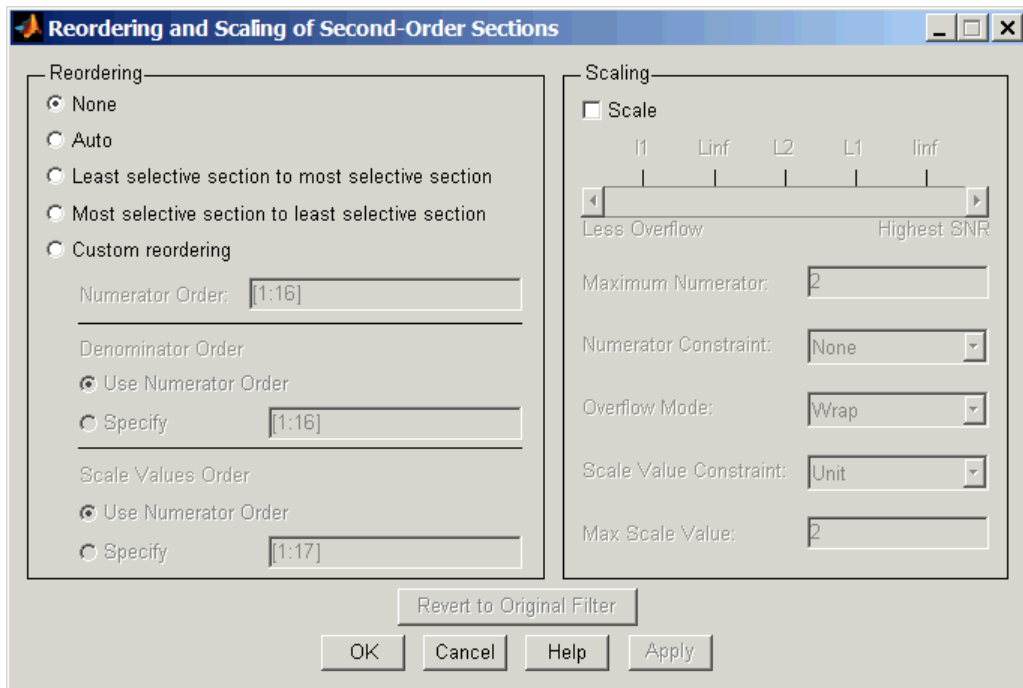 Reordering and Scaling of Second-Order Sections
Reordering
None
Auto
Least selective section to most selective section
Most selective section to least selective section
Custom reordering
Numerator Order: [1:16]
Denominator Order
Use Numerator Order
Specify [1:16]
Scale Values Order
Use Numerator Order
Specify [1:17]
Scaling
Scale
l1 Linf L2 L1 linf
Less Overflow Highest SNR
Maximum Numerator: 2
Numerator Constraint: None
Overflow Mode: Wrap
Scale Value Constraint: Unit
Max Scale Value: 2
Revert to Original Filter
OK Cancel Help Apply